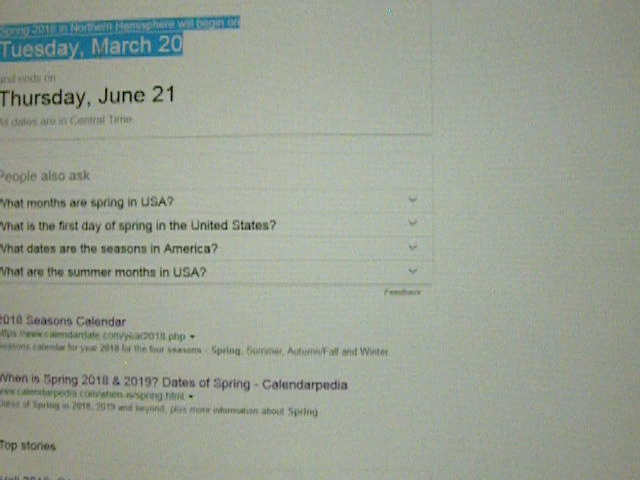 Spring 2018 in Northern Hemisphere will begin on
Tuesday, March 20
and ends on
Thursday, June 21
All dates are in Central Time.
People also ask
What months are spring in USA?
What is the first day of spring in the United States?
What dates are the seasons in America?
What are the summer months in USA?
Feedback
2018 Seasons Calendar
https://www.calendardate.com/year2018.php
Seasons calendar for year 2018 for the four seasons - Spring, Summer, Autumn/Fall and Winter.
When is Spring 2018 & 2019? Dates of Spring - Calendarpedia
www.calendarpedia.com/when-is/spring.html
Dates of Spring in 2018, 2019 and beyond, plus more information about Spring
Top stories